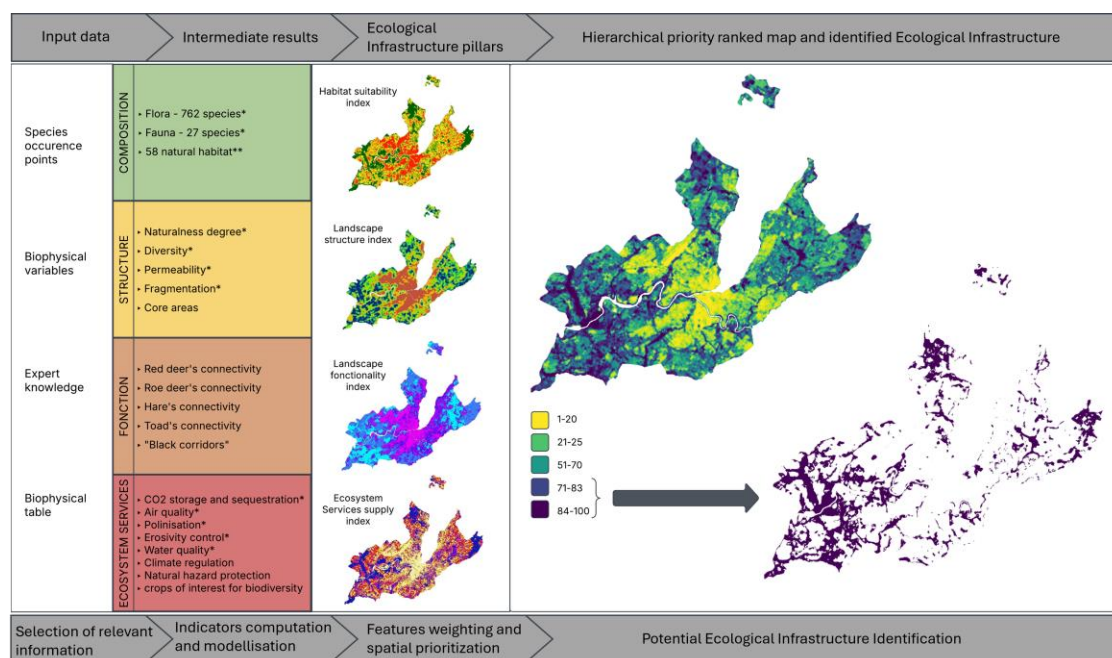 Input data
Intermediate results
Ecological
Infrastructure pillars
Hierarchical priority ranked map and identified Ecological Infrastructure
Species
occurence
points
COMPOSITION
‣ Flora - 762 species*
‣ Fauna - 27 species*
‣ 58 natural habitat**
Habitat suitability
index
Biophysical
variables
STRUCTURE
‣ Naturalness degree*
‣ Diversity*
‣ Permeability*
‣ Fragmentation*
‣ Core areas
Landscape
structure index
Expert
knowledge
FONCTION
‣ Red deer's connectivity
‣ Roe deer's connectivity
‣ Hare's connectivity
‣ Toad's connectivity
‣ "Black corridors"
Landscape
fonctionality
index
Biophysical
table
ECOSYSTEM SERVICES
‣ CO2 storage and sequestration*
‣ Air quality*
‣ Polinisation*
‣ Erosivity control*
‣ Water quality*
‣ Climate regulation
‣ Natural hazard protection
‣ crops of interest for biodiversity
Ecosystem
Services supply
index
1-20
21-25
51-70
71-83
84-100
Selection of relevant
information
Indicators computation
and modellisation
Features weighting and
spatial prioritization
Potential Ecological Infrastructure Identification